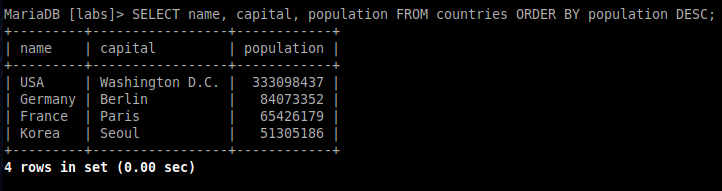 MariaDB [labs]> SELECT name, capital, population FROM countries ORDER BY population DESC;
+---------+-----------------+------------+
| name    | capital         | population |
+---------+-----------------+------------+
| USA     | Washington D.C. |  333098437 |
| Germany | Berlin          |   84073352 |
| France  | Paris           |   65426179 |
| Korea   | Seoul           |   51305186 |
+---------+-----------------+------------+
4 rows in set (0.00 sec)